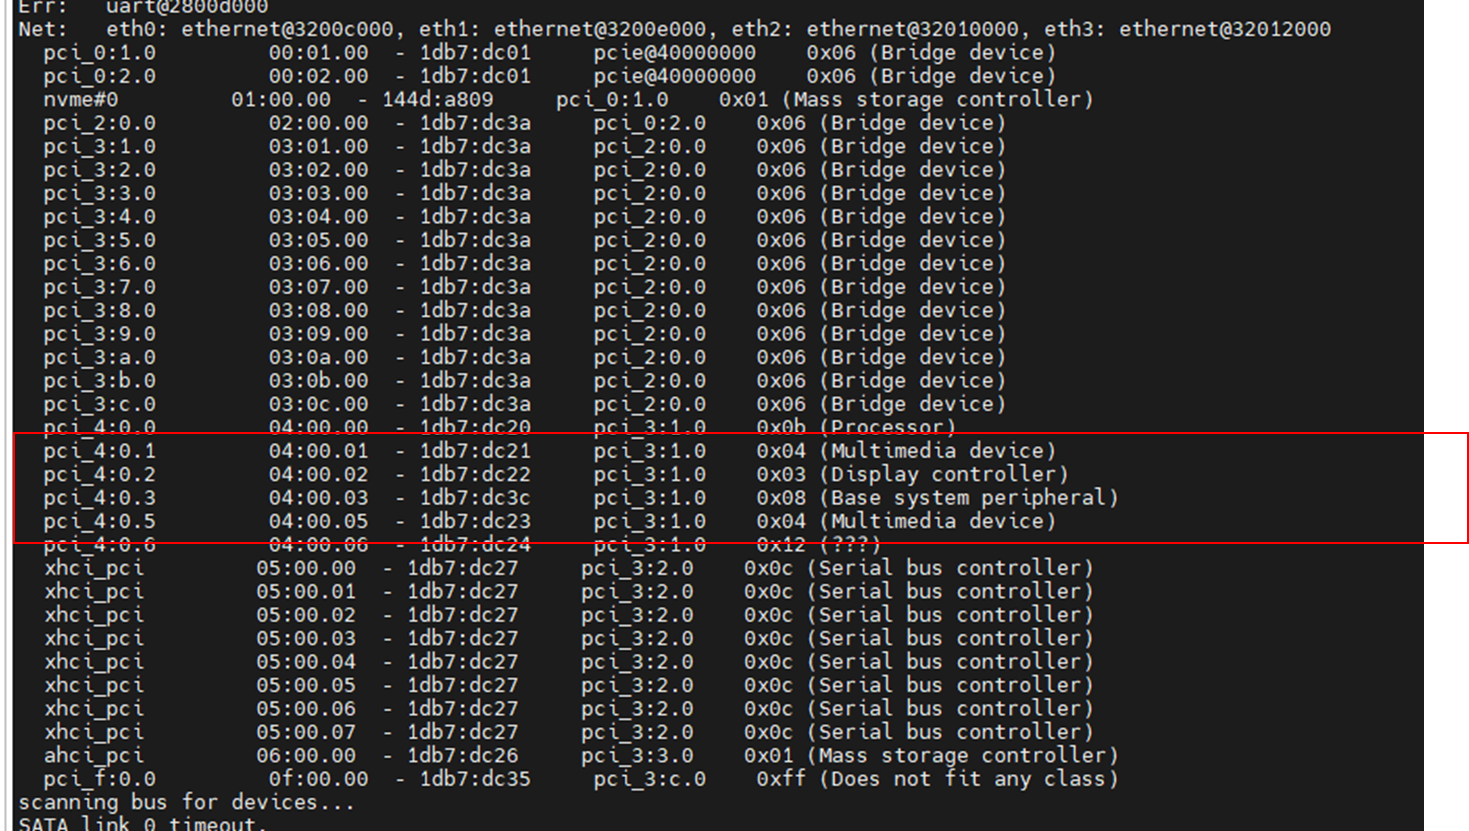 Err:   uart@2800d000
Net:   eth0: ethernet@3200c000, eth1: ethernet@3200e000, eth2: ethernet@32010000, eth3: ethernet@32012000
  pci_0:1.0         00:01.00  - 1db7:dc01     pcie@40000000    0x06 (Bridge device)
  pci_0:2.0         00:02.00  - 1db7:dc01     pcie@40000000    0x06 (Bridge device)
  nvme#0         01:00.00  - 144d:a809     pci_0:1.0    0x01 (Mass storage controller)
  pci_2:0.0         02:00.00  - 1db7:dc3a     pci_0:2.0    0x06 (Bridge device)
  pci_3:1.0         03:01.00  - 1db7:dc3a     pci_2:0.0    0x06 (Bridge device)
  pci_3:2.0         03:02.00  - 1db7:dc3a     pci_2:0.0    0x06 (Bridge device)
  pci_3:3.0         03:03.00  - 1db7:dc3a     pci_2:0.0    0x06 (Bridge device)
  pci_3:4.0         03:04.00  - 1db7:dc3a     pci_2:0.0    0x06 (Bridge device)
  pci_3:5.0         03:05.00  - 1db7:dc3a     pci_2:0.0    0x06 (Bridge device)
  pci_3:6.0         03:06.00  - 1db7:dc3a     pci_2:0.0    0x06 (Bridge device)
  pci_3:7.0         03:07.00  - 1db7:dc3a     pci_2:0.0    0x06 (Bridge device)
  pci_3:8.0         03:08.00  - 1db7:dc3a     pci_2:0.0    0x06 (Bridge device)
  pci_3:9.0         03:09.00  - 1db7:dc3a     pci_2:0.0    0x06 (Bridge device)
  pci_3:a.0         03:0a.00  - 1db7:dc3a     pci_2:0.0    0x06 (Bridge device)
  pci_3:b.0         03:0b.00  - 1db7:dc3a     pci_2:0.0    0x06 (Bridge device)
  pci_3:c.0         03:0c.00  - 1db7:dc3a     pci_2:0.0    0x06 (Bridge device)
  pci_4:0.0         04:00.00  - 1db7:dc20     pci_3:1.0    0x0b (Processor)
  pci_4:0.1         04:00.01  - 1db7:dc21     pci_3:1.0    0x04 (Multimedia device)
  pci_4:0.2         04:00.02  - 1db7:dc22     pci_3:1.0    0x03 (Display controller)
  pci_4:0.3         04:00.03  - 1db7:dc3c     pci_3:1.0    0x08 (Base system peripheral)
  pci_4:0.5         04:00.05  - 1db7:dc23     pci_3:1.0    0x04 (Multimedia device)
  pci_4:0.6         04:00.06  - 1db7:dc24     pci_3:1.0    0x12 (???)
  xhci_pci         05:00.00  - 1db7:dc27     pci_3:2.0    0x0c (Serial bus controller)
  xhci_pci         05:00.01  - 1db7:dc27     pci_3:2.0    0x0c (Serial bus controller)
  xhci_pci         05:00.02  - 1db7:dc27     pci_3:2.0    0x0c (Serial bus controller)
  xhci_pci         05:00.03  - 1db7:dc27     pci_3:2.0    0x0c (Serial bus controller)
  xhci_pci         05:00.04  - 1db7:dc27     pci_3:2.0    0x0c (Serial bus controller)
  xhci_pci         05:00.05  - 1db7:dc27     pci_3:2.0    0x0c (Serial bus controller)
  xhci_pci         05:00.06  - 1db7:dc27     pci_3:2.0    0x0c (Serial bus controller)
  xhci_pci         05:00.07  - 1db7:dc27     pci_3:2.0    0x0c (Serial bus controller)
  ahci_pci         06:00.00  - 1db7:dc26     pci_3:3.0    0x01 (Mass storage controller)
  pci_f:0.0         0f:00.00  - 1db7:dc35     pci_3:c.0    0xff (Does not fit any class)
scanning bus for devices...
SATA link 0 timeout.